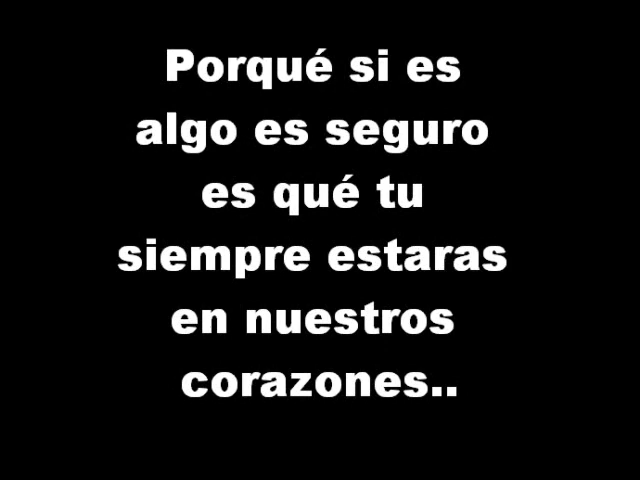 Porqué si es
algo es seguro
es qué tu
siempre estaras
en nuestros
corazones..